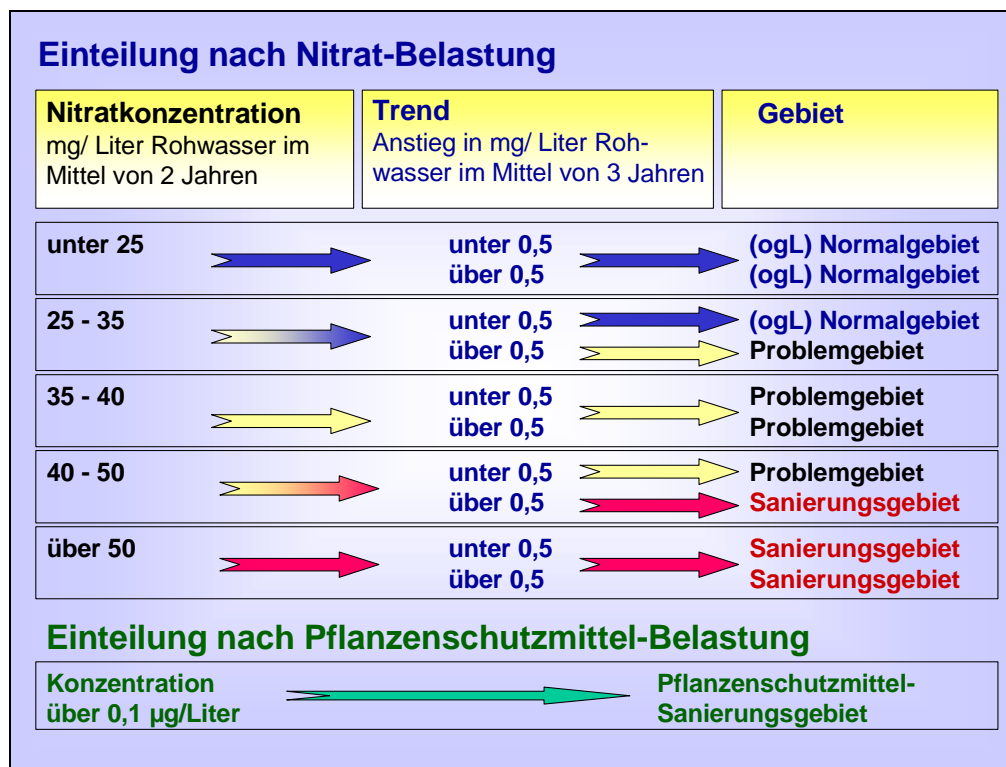 Einteilung nach Nitrat-Belastung
Nitratkonzentration
mg/ Liter Rohwasser im
Mittel von 2 Jahren
Trend
Anstieg in mg/ Liter Roh-
wasser im Mittel von 3 Jahren
Gebiet
unter 25
unter 0,5
über 0,5
(ogL) Normalgebiet
(ogL) Normalgebiet
25 - 35
unter 0,5
über 0,5
(ogL) Normalgebiet
Problemgebiet
35 - 40
unter 0,5
über 0,5
Problemgebiet
Problemgebiet
40 - 50
unter 0,5
über 0,5
Problemgebiet
Sanierungsgebiet
über 50
unter 0,5
über 0,5
Sanierungsgebiet
Sanierungsgebiet
Einteilung nach Pflanzenschutzmittel-Belastung
Konzentration
über 0,1 µg/Liter
Pflanzenschutzmittel-
Sanierungsgebiet